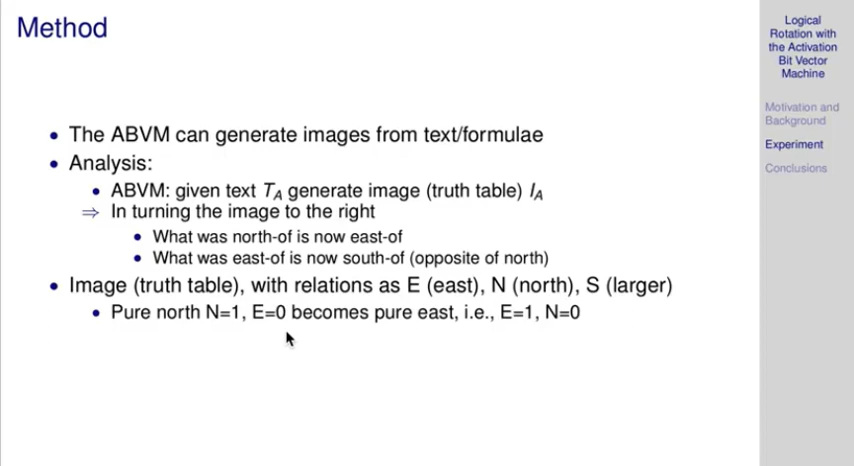 Method
• The ABVM can generate images from text/formulae
• Analysis:
• ABVM: given text T_A generate image (truth table) I_A
⇒ In turning the image to the right
• What was north-of is now east-of
• What was east-of is now south-of (opposite of north)
• Image (truth table), with relations as E (east), N (north), S (larger)
• Pure north N=1, E=0 becomes pure east, i.e., E=1, N=0
Logical
Rotation with
the Activation
Bit Vector
Machine
Motivation and
Background
Experiment
Conclusions